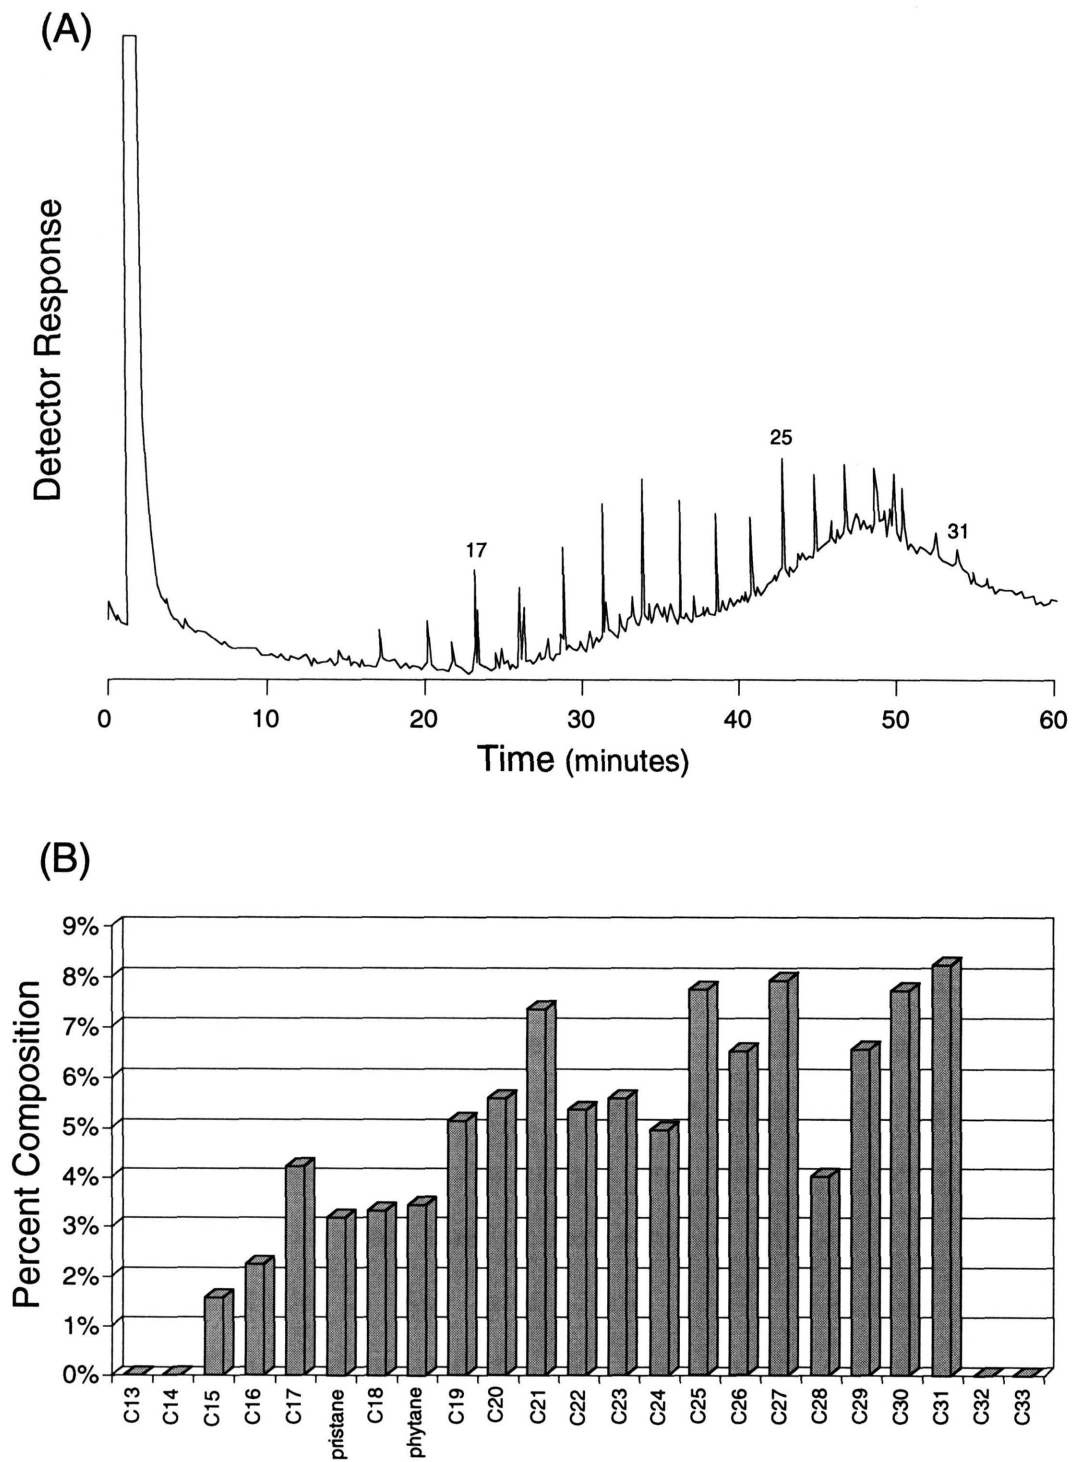 (A)
Detector Response
17
25
31
0 10 20 30 40 50 60
Time (minutes)
(B)
Percent Composition
9%
8%
7%
6%
5%
4%
3%
2%
1%
0%
C13 C14 C15 C16 C17 pristane C18 phytane C19 C20 C21 C22 C23 C24 C25 C26 C27 C28 C29 C30 C31 C32 C33